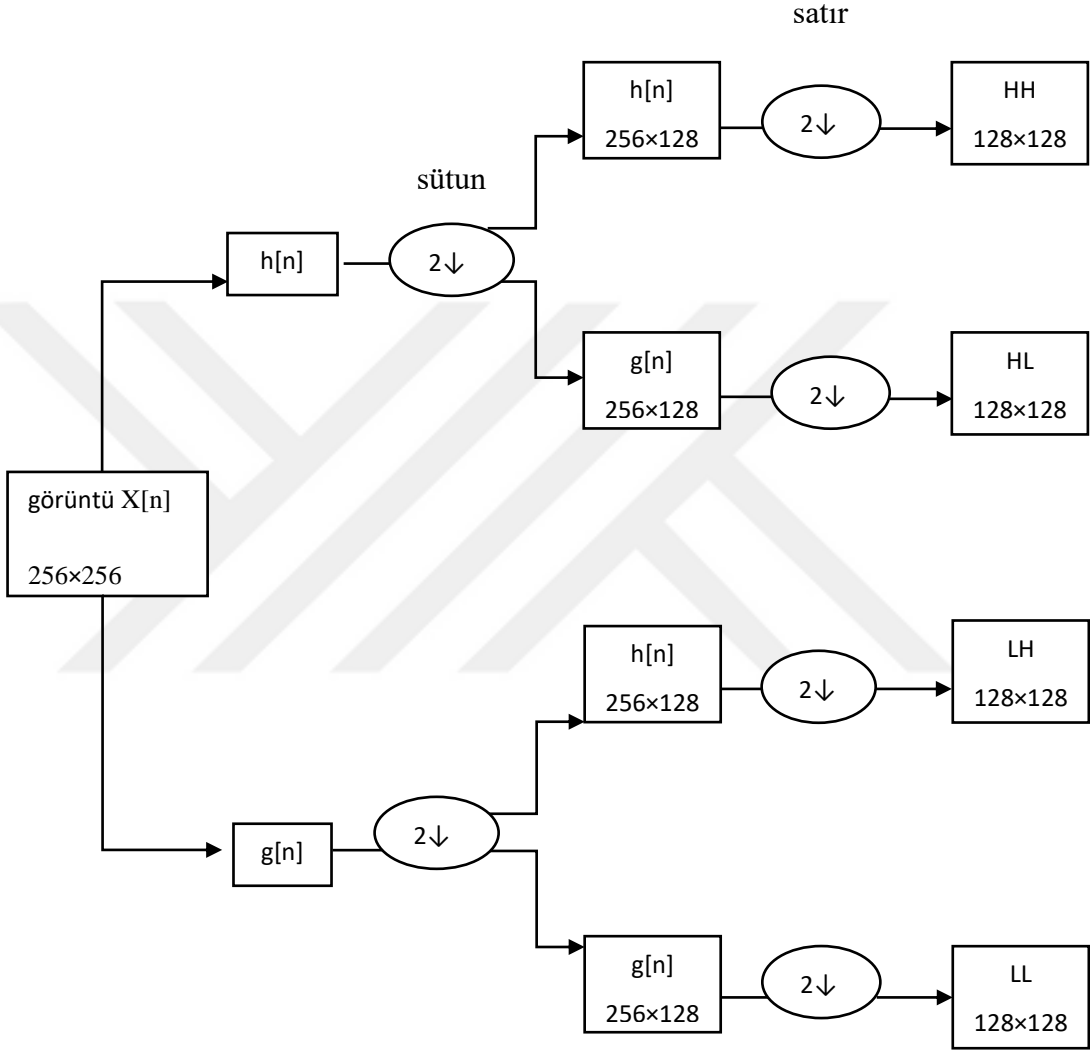 satır
h[n]
256×128
2↓
HH
128×128
sütun
h[n]
2↓
g[n]
256×128
2↓
HL
128×128
görüntü X[n]
256×256
h[n]
256×128
2↓
LH
128×128
g[n]
2↓
g[n]
256×128
2↓
LL
128×128